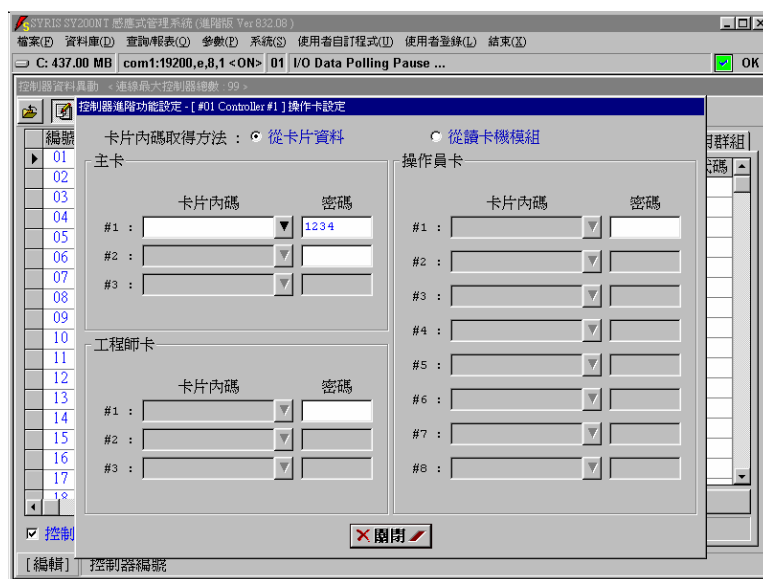 SYRIS SY200NT 感應式管理系統 (進階版 Ver 832.08 )
檔案(F) 資料庫(D) 查詢/報表(Q) 參數(P) 系統(S) 使用者自訂程式(U) 使用者登錄(L) 結束(X)
C: 437.00 MB com1:19200,e,8,1 <ON> 01 I/O Data Polling Pause ... OK
控制器資料異動 < 連線最大控制器總數 : 99 >
控制器進階功能設定 - [ #01 Controller #1 ] 操作卡設定
編號
卡片內碼取得方法 : 從卡片資料 從讀卡機模組
用群組
代碼
01
02
03
04
05
06
07
08
09
10
11
12
13
14
15
16
17
18
主卡
卡片內碼 密碼
#1 : 1234
#2 :
#3 :
工程師卡
卡片內碼 密碼
#1 :
#2 :
#3 :
操作員卡
卡片內碼 密碼
#1 :
#2 :
#3 :
#4 :
#5 :
#6 :
#7 :
#8 :
關閉
控制
[編輯] 控制器編號